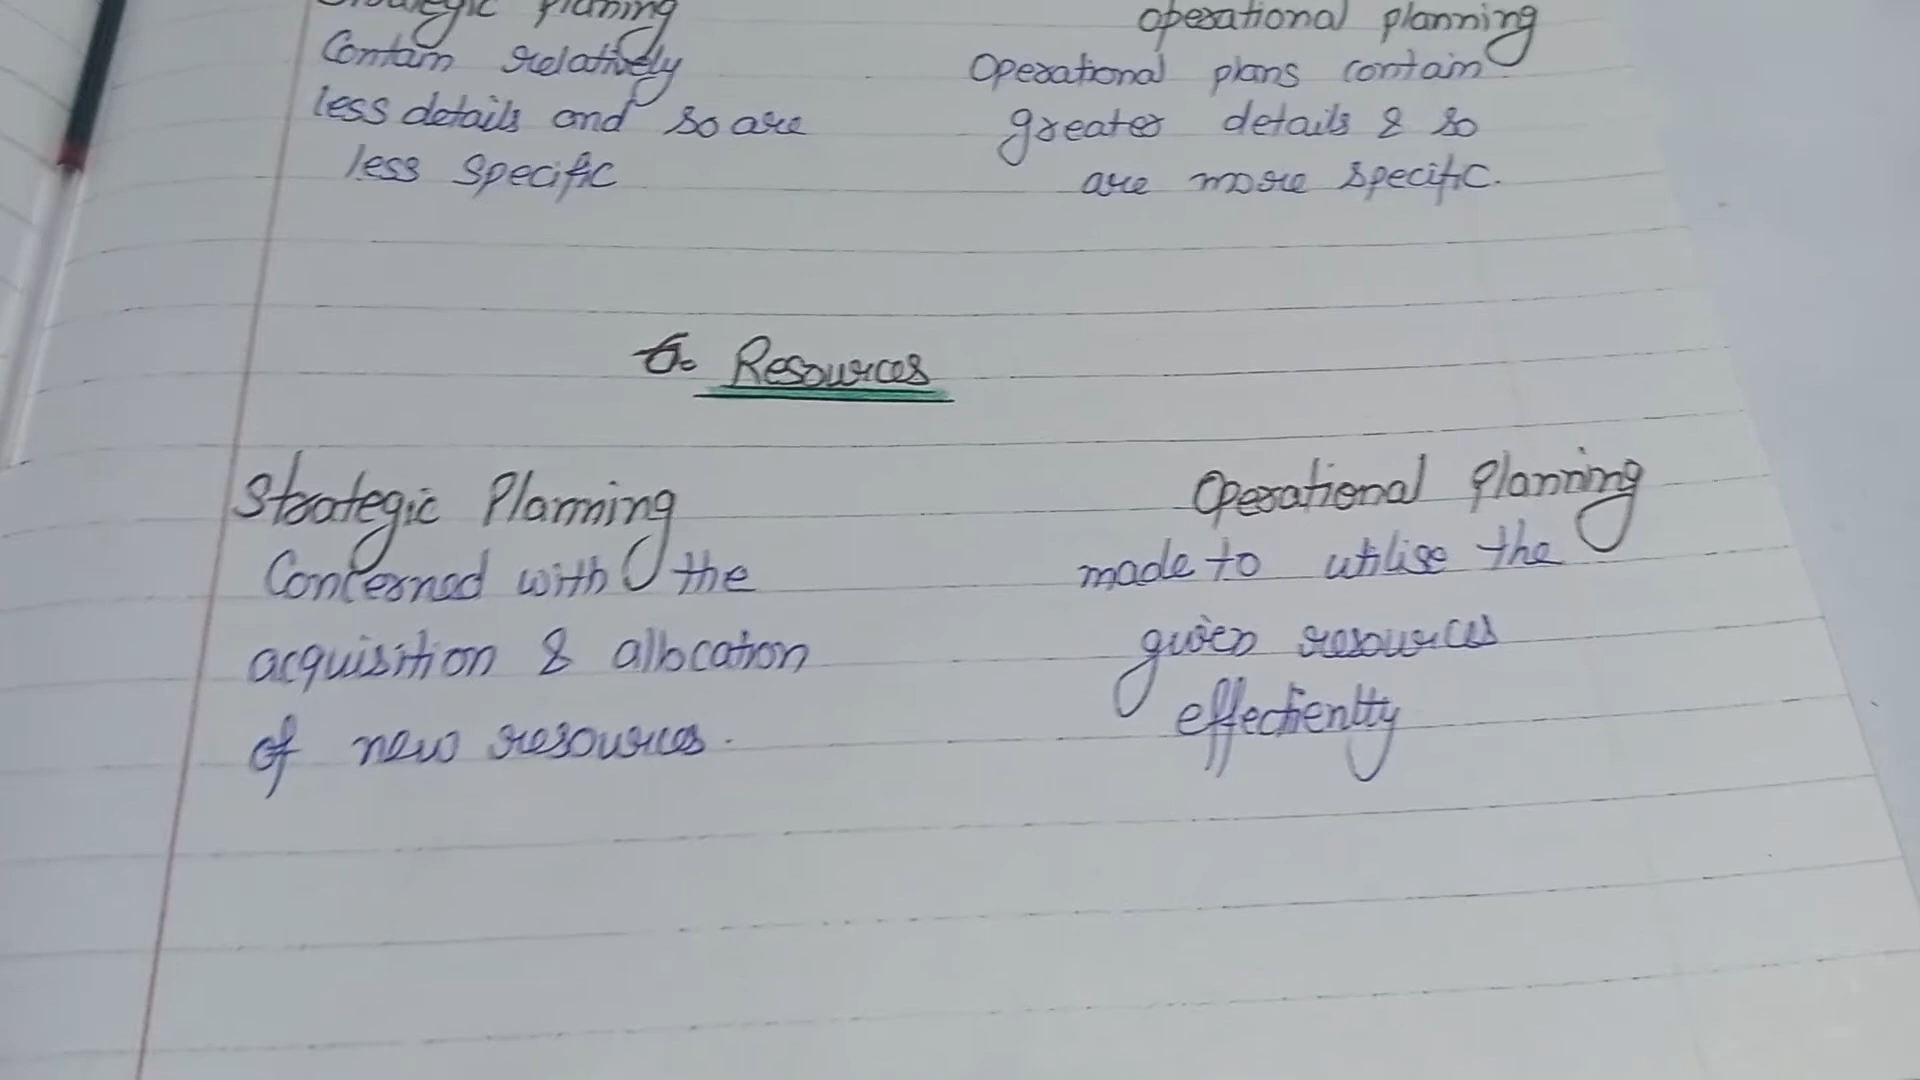 Strategic Planing
Contain relatively
less details and so are
less specific
operational planning
Operational plans contain
greater details & so
are more specific.
6. Resources
Strategic Planning
Concerned with the
acquisition & allocation
of new resources.
Operational Planning
made to utilise the
given resources
effectiently